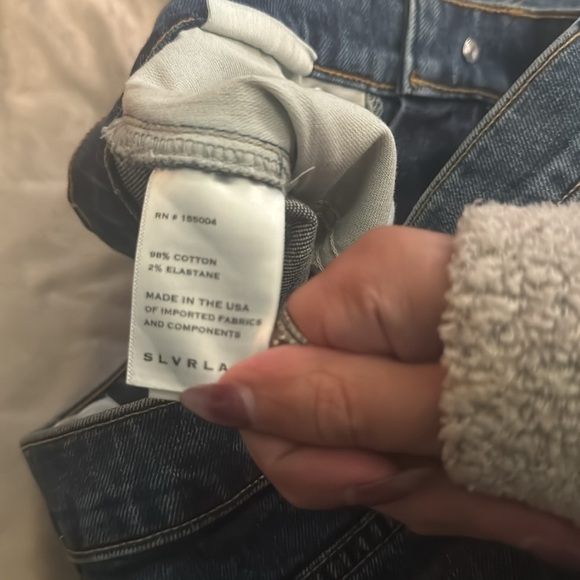 RN # 155004
98% COTTON
2% ELASTANE
MADE IN THE USA
OF IMPORTED FABRICS
AND COMPONENTS
SLVRLA